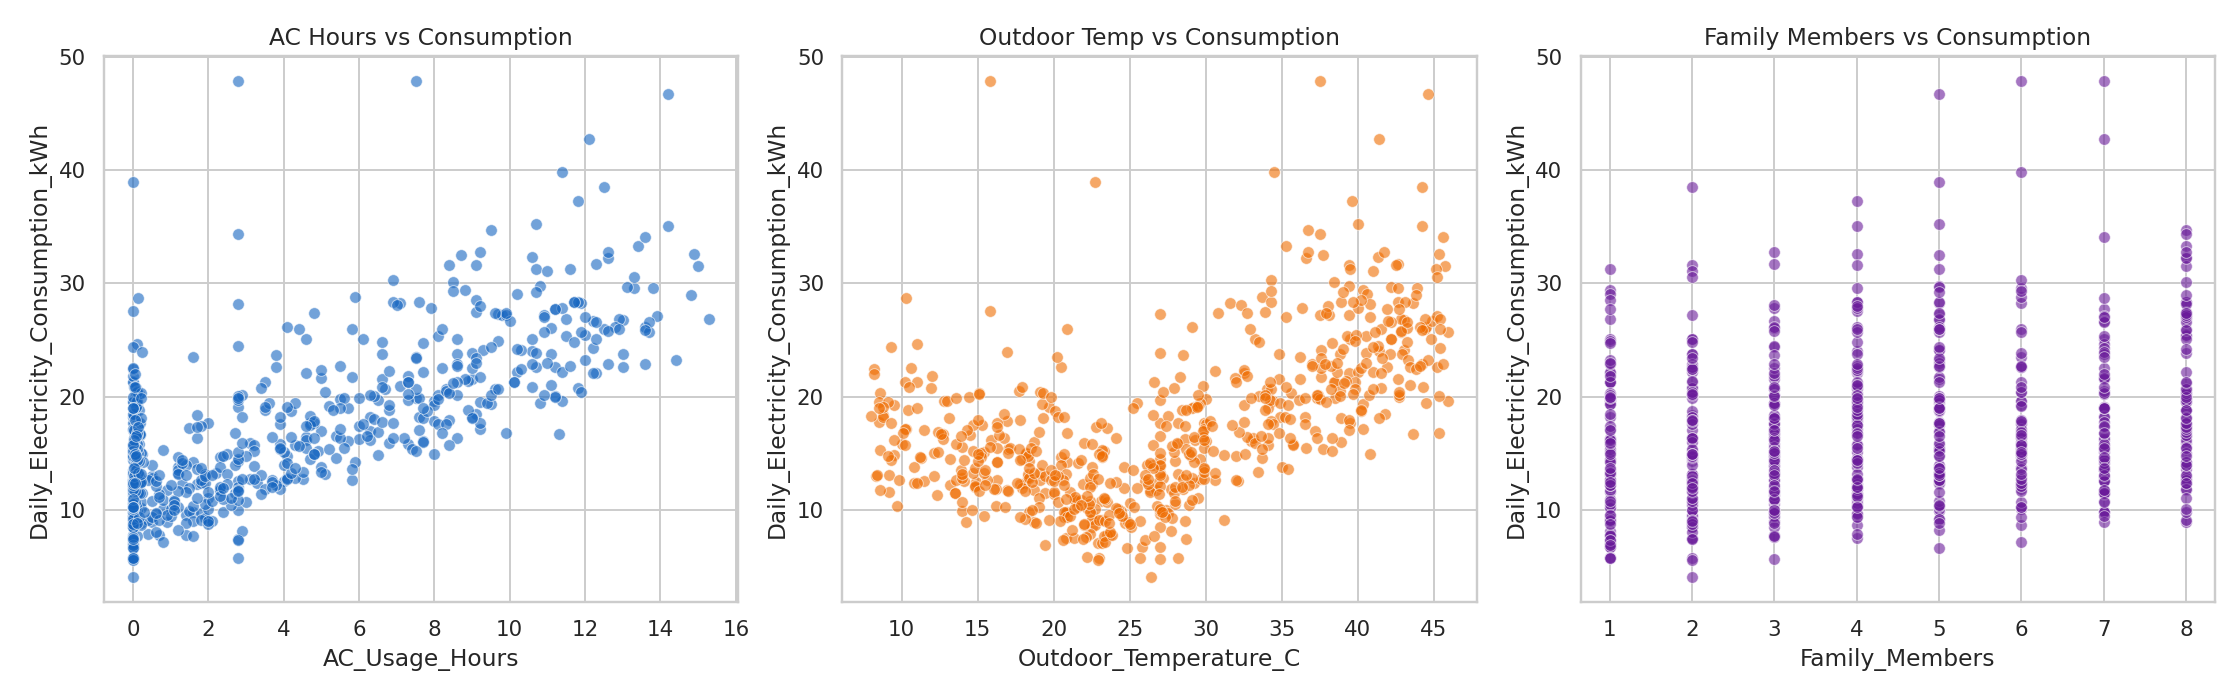 AC Hours vs Consumption
Daily_Electricity_Consumption_kWh
50
40
30
20
10
0 2 4 6 8 10 12 14 16
AC_Usage_Hours
Outdoor Temp vs Consumption
Daily_Electricity_Consumption_kWh
50
40
30
20
10
10 15 20 25 30 35 40 45
Outdoor_Temperature_C
Family Members vs Consumption
Daily_Electricity_Consumption_kWh
50
40
30
20
10
1 2 3 4 5 6 7 8
Family_Members